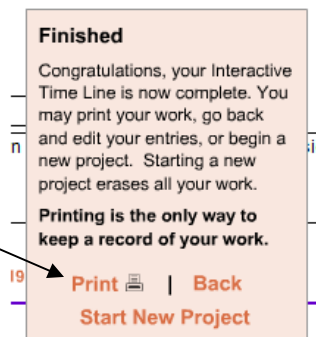 Finished
Congratulations, your Interactive
Time Line is now complete. You
may print your work, go back
and edit your entries, or begin a
new project. Starting a new
project erases all your work.
Printing is the only way to
keep a record of your work.
Print | Back
Start New Project